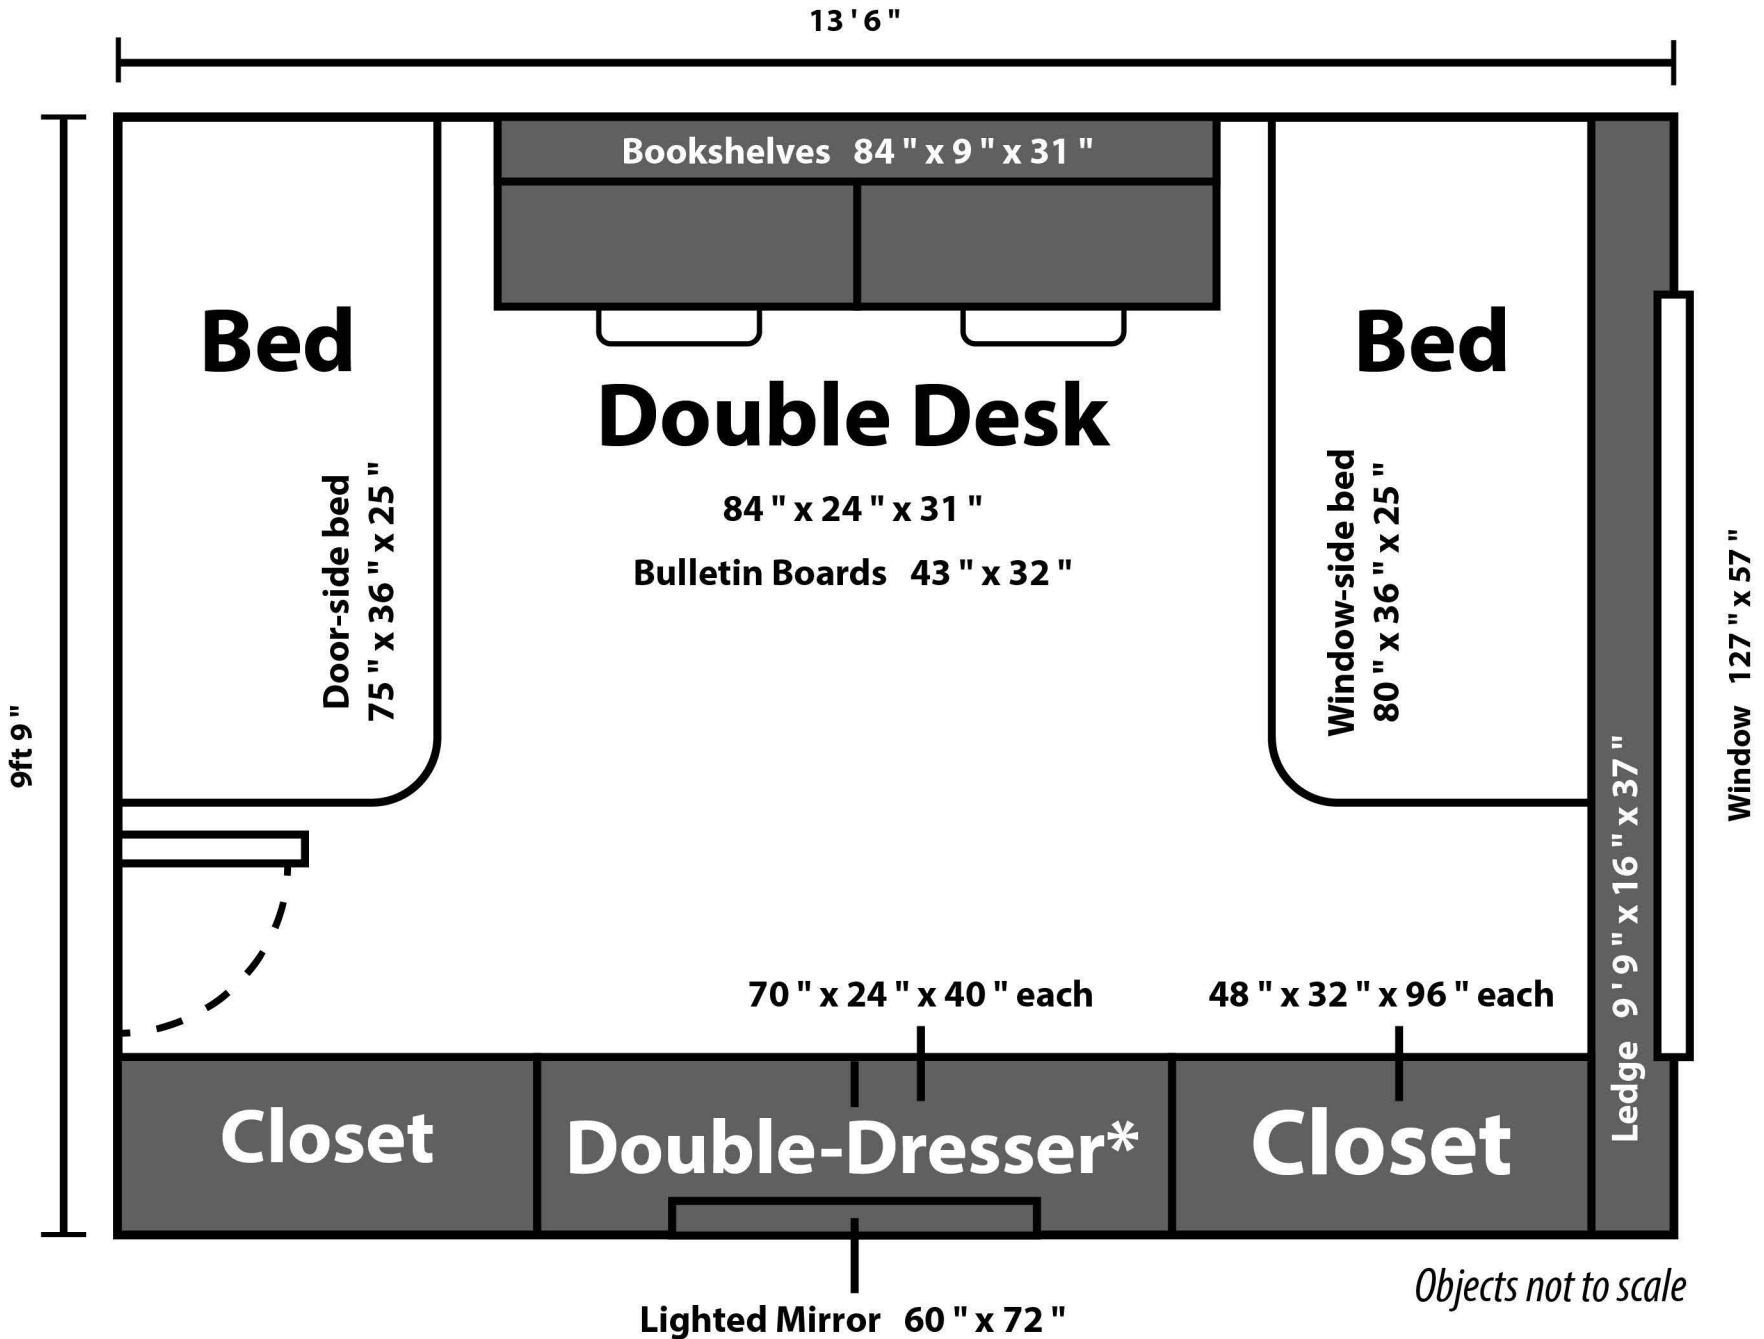 13 ' 6 "
Bookshelves 84 " x 9 " x 31 "
Bed
Bed
Double Desk
84 " x 24 " x 31 "
Bulletin Boards 43 " x 32 "
Door-side bed
75 " x 36 " x 25 "
Window-side bed
80 " x 36 " x 25 "
9ft 9 "
Window 127 " x 57 "
Ledge 9 ' 9 " x 16 " x 37 "
70 " x 24 " x 40 " each
48 " x 32 " x 96 " each
Closet
Double-Dresser*
Closet
Objects not to scale
Lighted Mirror 60 " x 72 "